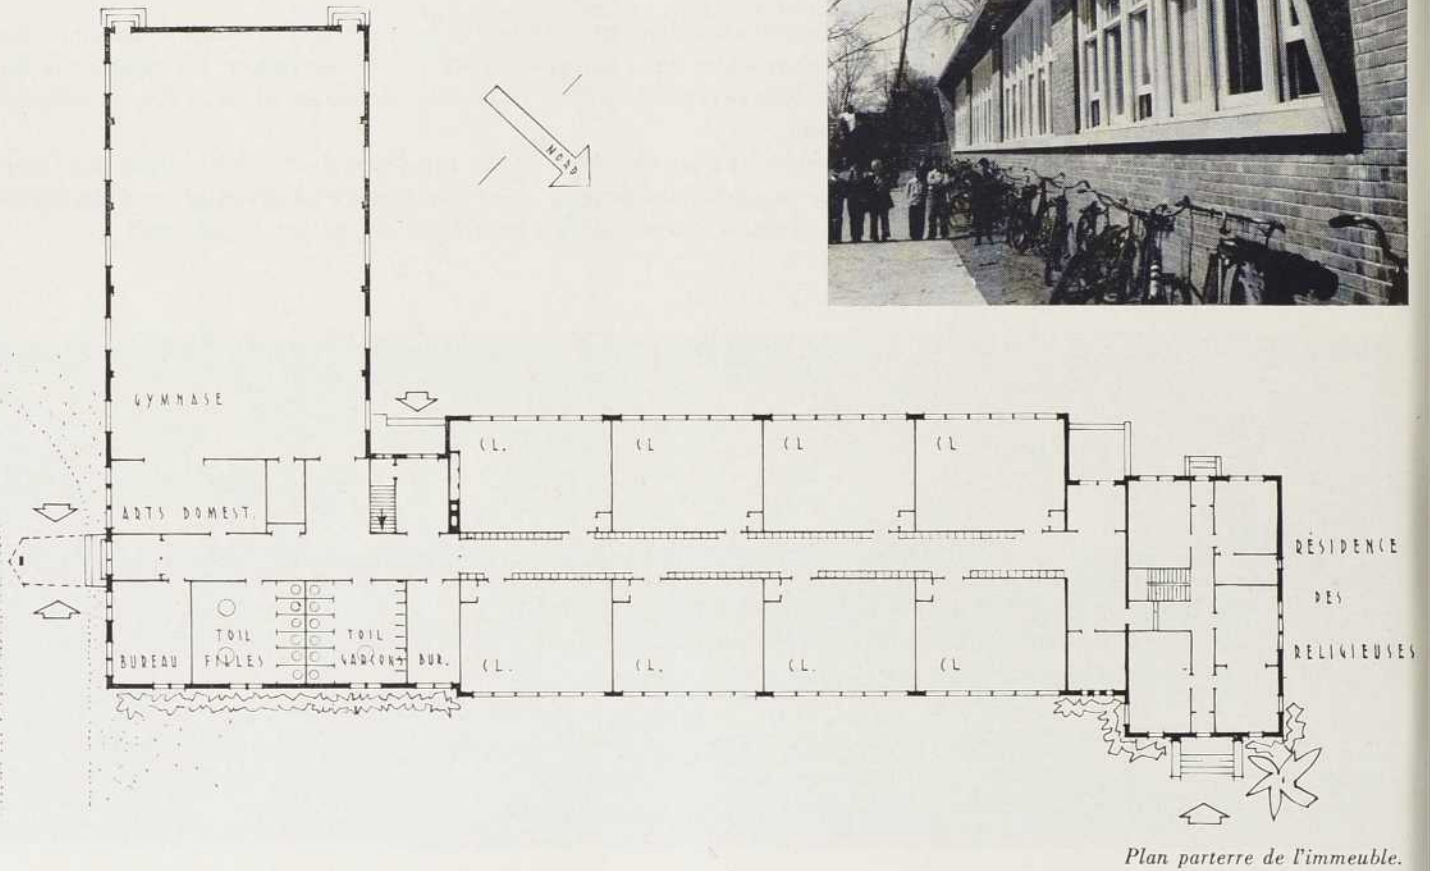 NORD
GYMNASE
CL.
CL
CL
CL
ARTS DOMEST.
RÉSIDENCE
DES
RELIGIEUSES
BUREAU
TOIL
FILLES
TOIL
GARCONS
BUR.
CL.
CL.
CL.
CL
Plan parterre de l'immeuble.